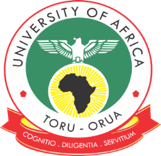 UNIVERSITY OF AFRICA
TORU - ORUA
COGNITIO . DILIGENTIA . SERVITIUM